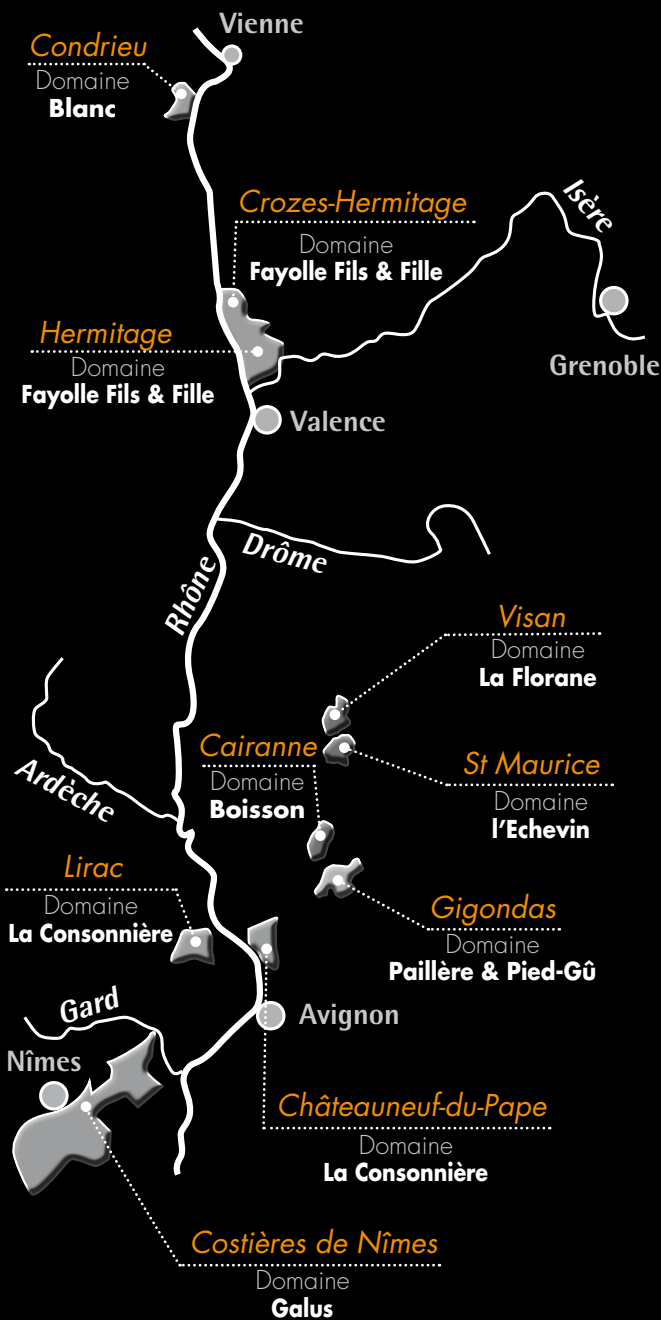 Vienne
Condrieu
Domaine
Blanc
Isère
Crozes-Hermitage
Domaine
Fayolle Fils & Fille
Hermitage
Domaine
Fayolle Fils & Fille
Grenoble
Valence
Drôme
Rhône
Visan
Domaine
La Florane
Cairanne
Domaine
Boisson
St Maurice
Domaine
l'Echevin
Ardèche
Lirac
Domaine
La Consonnière
Gigondas
Domaine
Paillère & Pied-Gû
Gard
Avignon
Nîmes
Châteauneuf-du-Pape
Domaine
La Consonnière
Costières de Nîmes
Domaine
Galus